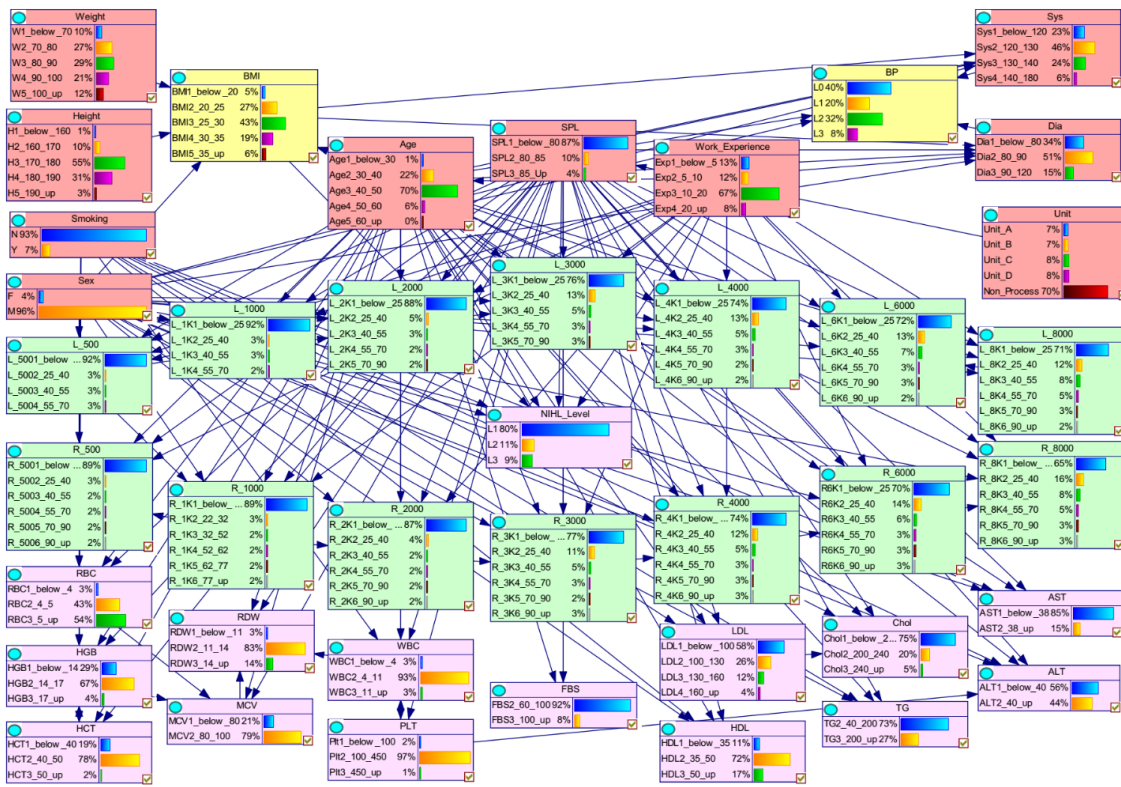 Weight
W1_below_70 10%
W2_70_80 27%
W3_80_90 29%
W4_90_100 21%
W5_100_up 12%
Height
H1_below_160 1%
H2_160_170 10%
H3_170_180 55%
H4_180_190 31%
H5_190_up 3%
Smoking
N 93%
Y 7%
Sex
F 4%
M 96%
BMI
BMI1_below_20 5%
BMI2_20_25 27%
BMI3_25_30 43%
BMI4_30_35 19%
BMI5_35_up 6%
Age
Age1_below_30 1%
Age2_30_40 22%
Age3_40_50 70%
Age4_50_60 6%
Age5_60_up 0%
SPL
SPL1_below_80 87%
SPL2_80_85 10%
SPL3_85_Up 4%
Work_Experience
Exp1_below_5 13%
Exp2_5_10 12%
Exp3_10_20 67%
Exp4_20_up 8%
BP
L0 40%
L1 20%
L2 32%
L3 8%
Sys
Sys1_below_120 23%
Sys2_120_130 46%
Sys3_130_140 24%
Sys4_140_180 6%
Dia
Dia1_below_80 34%
Dia2_80_90 51%
Dia3_90_120 15%
Unit
Unit_A 7%
Unit_B 7%
Unit_C 8%
Unit_D 8%
Non_Process 70%
L_500
L_5001_below_... 92%
L_5002_25_40 3%
L_5003_40_55 3%
L_5004_55_70 3%
L_1000
L_1K1_below_25 92%
L_1K2_25_40 3%
L_1K3_40_55 3%
L_1K4_55_70 2%
L_2000
L_2K1_below_25 88%
L_2K2_25_40 5%
L_2K3_40_55 3%
L_2K4_55_70 2%
L_2K5_70_90 2%
L_3000
L_3K1_below_25 76%
L_3K2_25_40 13%
L_3K3_40_55 5%
L_3K4_55_70 3%
L_3K5_70_90 3%
L_4000
L_4K1_below_25 74%
L_4K2_25_40 13%
L_4K3_40_55 5%
L_4K4_55_70 3%
L_4K5_70_90 3%
L_4K6_90_up 2%
L_6000
L_6K1_below_25 72%
L_6K2_25_40 13%
L_6K3_40_55 7%
L_6K4_55_70 3%
L_6K5_70_90 3%
L_6K6_90_up 2%
L_8000
L_8K1_below_25 71%
L_8K2_25_40 12%
L_8K3_40_55 8%
L_8K4_55_70 5%
L_8K5_70_90 3%
L_8K6_90_up 2%
NIHL_Level
L1 80%
L2 11%
L3 9%
R_500
R_5001_below_... 89%
R_5002_25_40 3%
R_5003_40_55 2%
R_5004_55_70 2%
R_5005_70_90 2%
R_5006_90_up 2%
R_1000
R_1K1_below_... 89%
R_1K2_22_32 3%
R_1K3_32_52 2%
R_1K4_52_62 2%
R_1K5_62_77 2%
R_1K6_77_up 2%
R_2000
R_2K1_below_... 87%
R_2K2_25_40 4%
R_2K3_40_55 2%
R_2K4_55_70 2%
R_2K5_70_90 2%
R_2K6_90_up 2%
R_3000
R_3K1_below_... 77%
R_3K2_25_40 11%
R_3K3_40_55 5%
R_3K4_55_70 3%
R_3K5_70_90 2%
R_3K6_90_up 3%
R_4000
R_4K1_below_... 74%
R_4K2_25_40 12%
R_4K3_40_55 5%
R_4K4_55_70 3%
R_4K5_70_90 3%
R_4K6_90_up 3%
R_6000
R6K1_below_25 70%
R6K2_25_40 14%
R6K3_40_55 6%
R6K4_55_70 3%
R6K5_70_90 3%
R6K6_90_up 3%
R_8000
R_8K1_below_... 65%
R_8K2_25_40 16%
R_8K3_40_55 8%
R_8K4_55_70 5%
R_8K5_70_90 3%
R_8K6_90_up 3%
RBC
RBC1_below_4 3%
RBC2_4_5 43%
RBC3_5_up 54%
HGB
HGB1_below_14 29%
HGB2_14_17 67%
HGB3_17_up 4%
HCT
HCT1_below_40 19%
HCT2_40_50 78%
HCT3_50_up 2%
RDW
RDW1_below_11 3%
RDW2_11_14 83%
RDW3_14_up 14%
MCV
MCV1_below_80 21%
MCV2_80_100 79%
WBC
WBC1_below_4 3%
WBC2_4_11 93%
WBC3_11_up 3%
PLT
Plt1_below_100 2%
Plt2_100_450 97%
Plt3_450_up 1%
FBS
FBS2_60_100 92%
FBS3_100_up 8%
LDL
LDL1_below_100 58%
LDL2_100_130 26%
LDL3_130_160 12%
LDL4_160_up 4%
HDL
HDL1_below_35 11%
HDL2_35_50 72%
HDL3_50_up 17%
Chol
Chol1_below_2... 75%
Chol2_200_240 20%
Chol3_240_up 5%
TG
TG2_40_200 73%
TG3_200_up 27%
AST
AST1_below_38 85%
AST2_38_up 15%
ALT
ALT1_below_40 56%
ALT2_40_up 44%